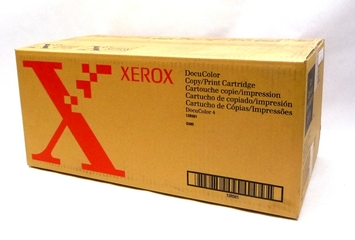 XEROX
DocuColor
Copy/Print Cartridge
Cartouche copie/impression
Cartucho de copiado/impresión
Cartucho de Cópias/Impressões
DocuColor 4